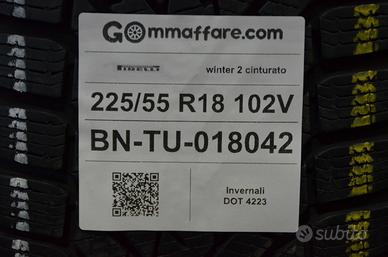 GOmmaffare.com
PIRELLI winter 2 cinturato
225/55 R18 102V
BN-TU-018042
Invernali
DOT 4223
subito